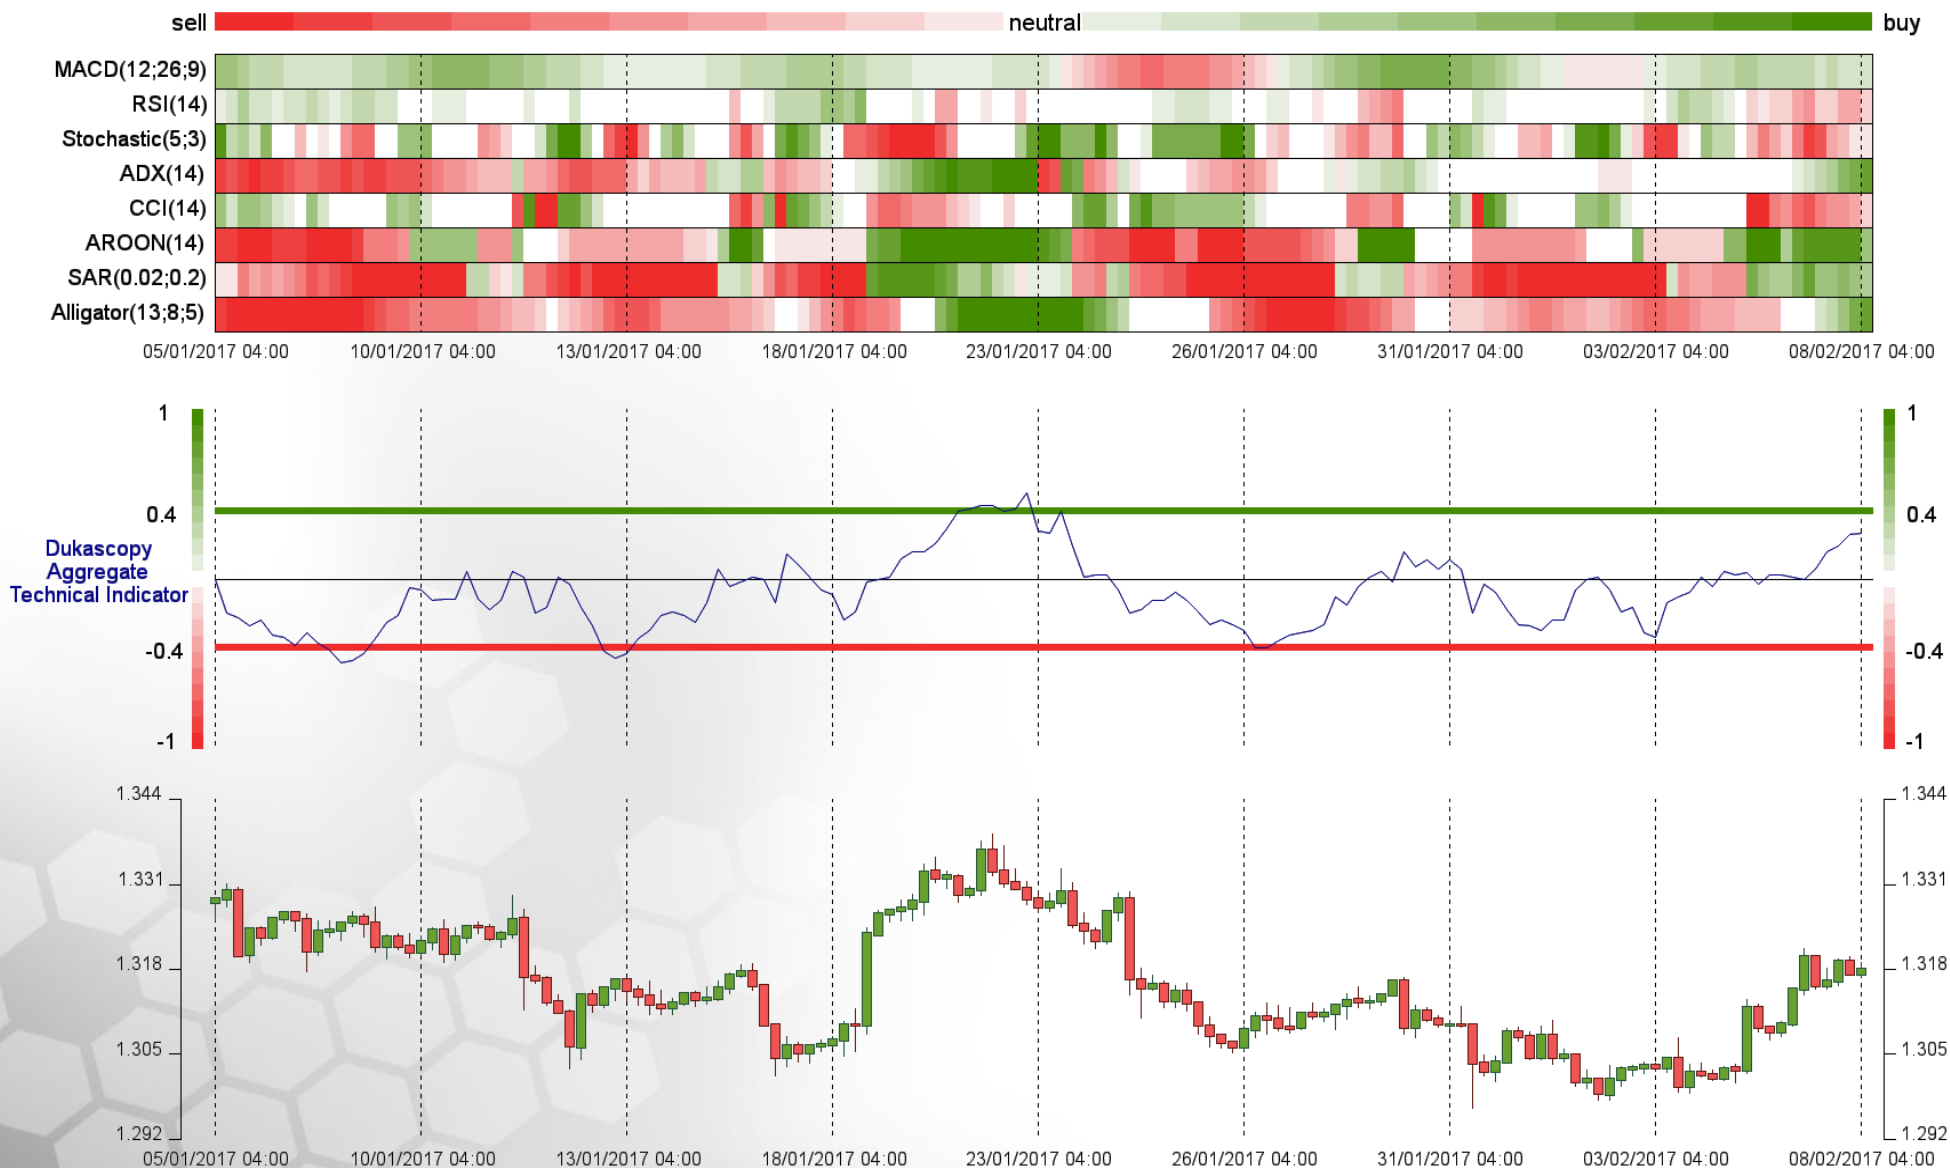 sell neutral buy
MACD(12;26;9)
RSI(14)
Stochastic(5;3)
ADX(14)
CCI(14)
AROON(14)
SAR(0.02;0.2)
Alligator(13;8;5)
05/01/2017 04:00 10/01/2017 04:00 13/01/2017 04:00 18/01/2017 04:00 23/01/2017 04:00 26/01/2017 04:00 31/01/2017 04:00 03/02/2017 04:00 08/02/2017 04:00
1 1
0.4 0.4
Dukascopy
Aggregate
Technical Indicator
-0.4 -0.4
-1 -1
1.344 1.344
1.331 1.331
1.318 1.318
1.305 1.305
1.292 1.292
05/01/2017 04:00 10/01/2017 04:00 13/01/2017 04:00 18/01/2017 04:00 23/01/2017 04:00 26/01/2017 04:00 31/01/2017 04:00 03/02/2017 04:00 08/02/2017 04:00